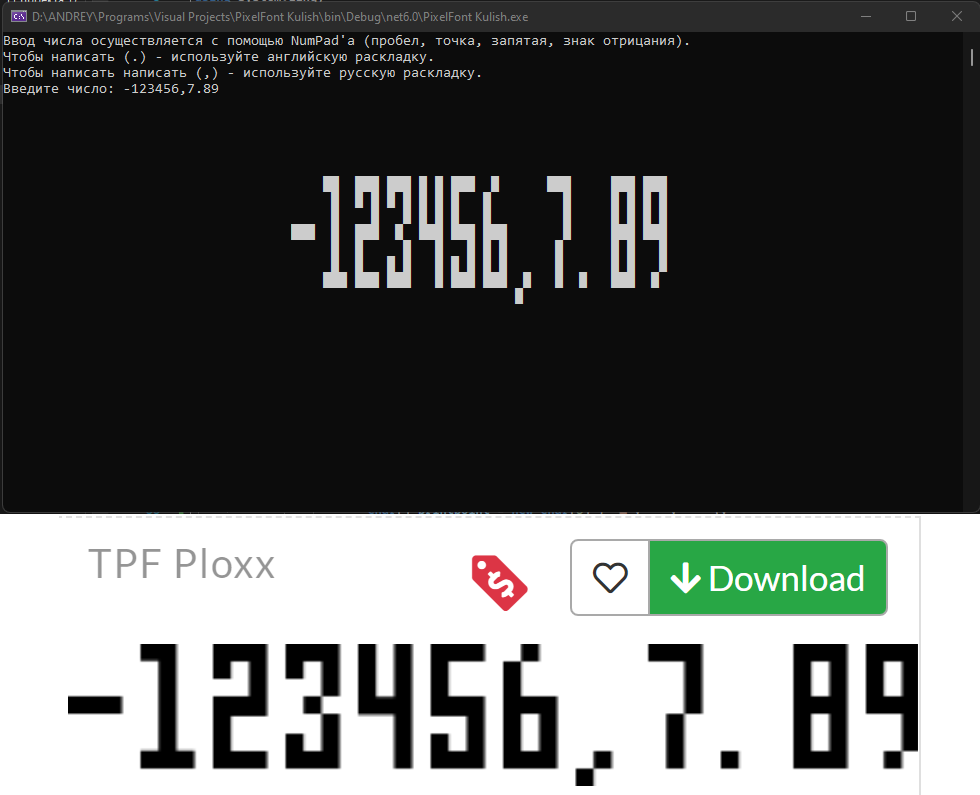 D:\ANDREY\Programs\Visual Projects\PixelFont Kulish\bin\Debug\net6.0\PixelFont Kulish.exe
Ввод числа осуществляется с помощью NumPad'а (пробел, точка, запятая, знак отрицания).
Чтобы написать (.) - используйте английскую раскладку.
Чтобы написать написать (,) - используйте русскую раскладку.
Введите число: -123456,7.89
-123456,7.89
TPF Ploxx
Download
-123456,7.89